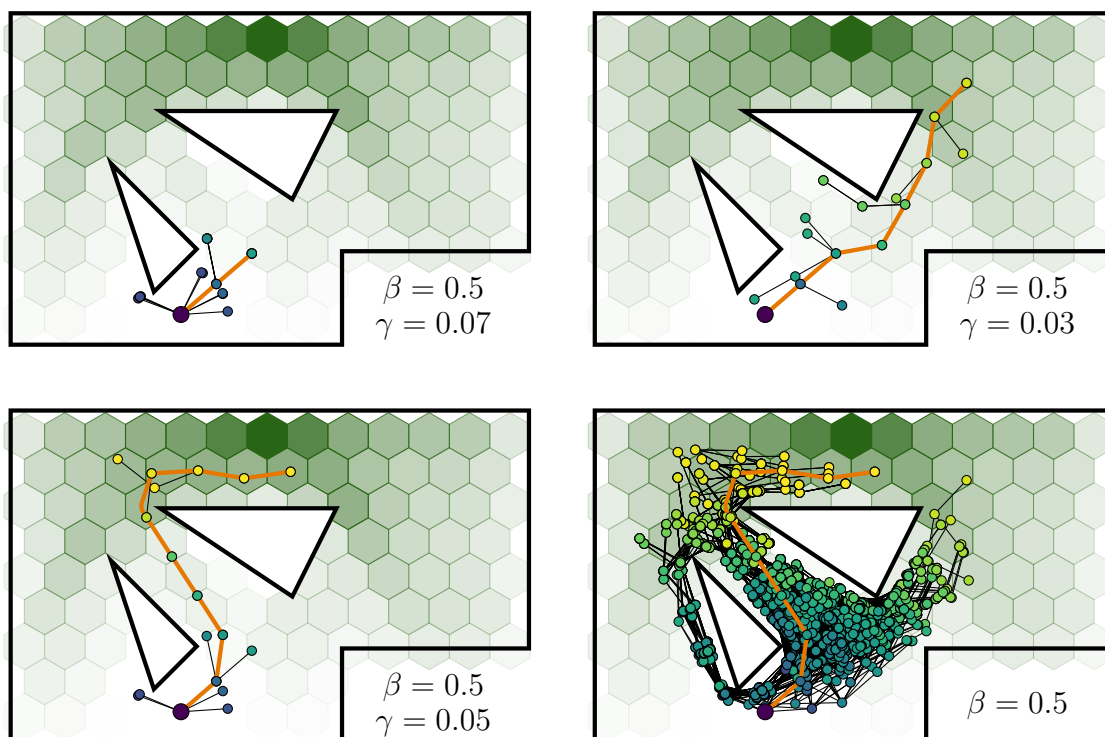 β = 0.5
γ = 0.07
β = 0.5
γ = 0.03
β = 0.5
γ = 0.05
β = 0.5